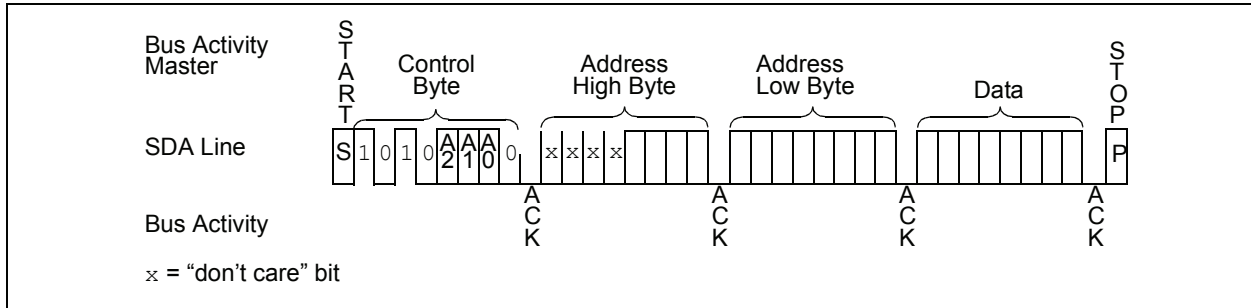 Bus Activity
Master
START
Control
Byte
Address
High Byte
Address
Low Byte
Data
STOP
SDA Line
S 1 0 1 0 A2 A1 A0 0 x x x x P
ACK ACK ACK ACK
Bus Activity
x = “don’t care” bit